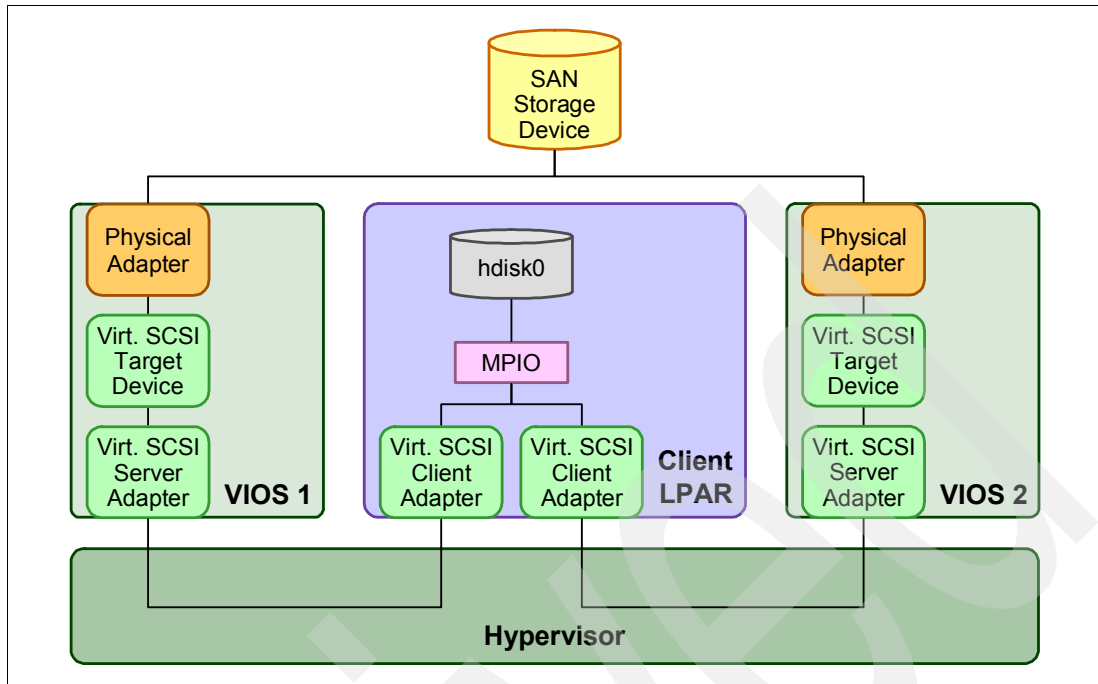 SAN
Storage
Device
Physical
Adapter
Virt. SCSI
Target
Device
Virt. SCSI
Server
Adapter
VIOS 1
hdisk0
MPIO
Virt. SCSI
Client
Adapter
Virt. SCSI
Client
Adapter
Client
LPAR
Physical
Adapter
Virt. SCSI
Target
Device
Virt. SCSI
Server
Adapter
VIOS 2
Hypervisor